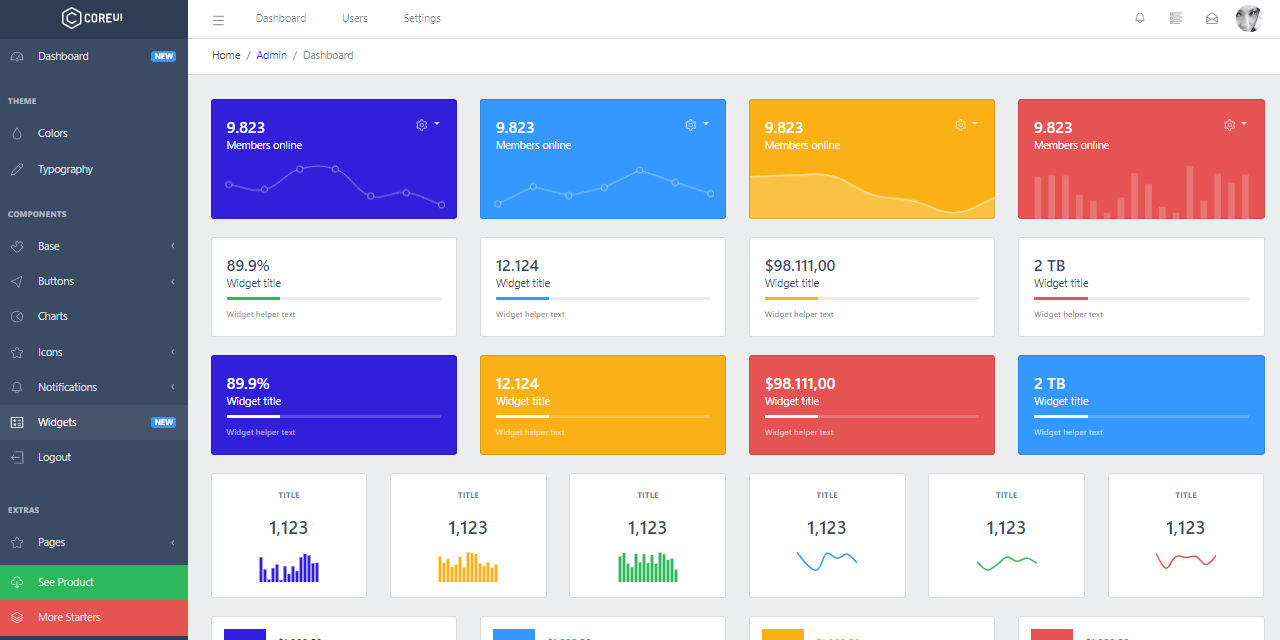 COREUI
Dashboard NEW
THEME
Colors
Typography
COMPONENTS
Base
Buttons
Charts
Icons
Notifications
Widgets NEW
Logout
EXTRAS
Pages
See Product
More Starters
Dashboard Users Settings
Home / Admin / Dashboard
9.823
Members online
9.823
Members online
9.823
Members online
9.823
Members online
89.9%
Widget title
Widget helper text
12.124
Widget title
Widget helper text
$98.111,00
Widget title
Widget helper text
2 TB
Widget title
Widget helper text
89.9%
Widget title
Widget helper text
12.124
Widget title
Widget helper text
$98.111,00
Widget title
Widget helper text
2 TB
Widget title
Widget helper text
TITLE
1,123
TITLE
1,123
TITLE
1,123
TITLE
1,123
TITLE
1,123
TITLE
1,123